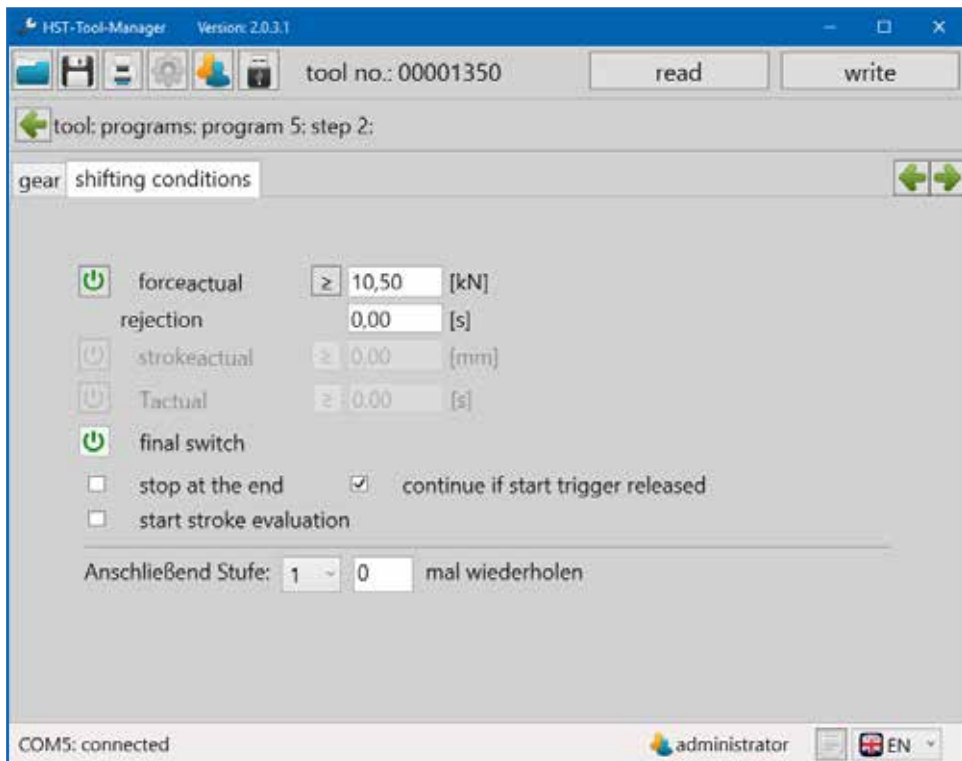 HST-Tool-Manager Version: 2.0.3.1
tool no.: 00001350 read write
tool: programs: program 5: step 2:
gear shifting conditions
forceactual ≥ 10,50 [kN]
rejection 0,00 [s]
strokeactual ≥ 0,00 [mm]
Tactual ≥ 0,00 [s]
final switch
stop at the end continue if start trigger released
start stroke evaluation
Anschließend Stufe: 1 0 mal wiederholen
COM5: connected administrator EN